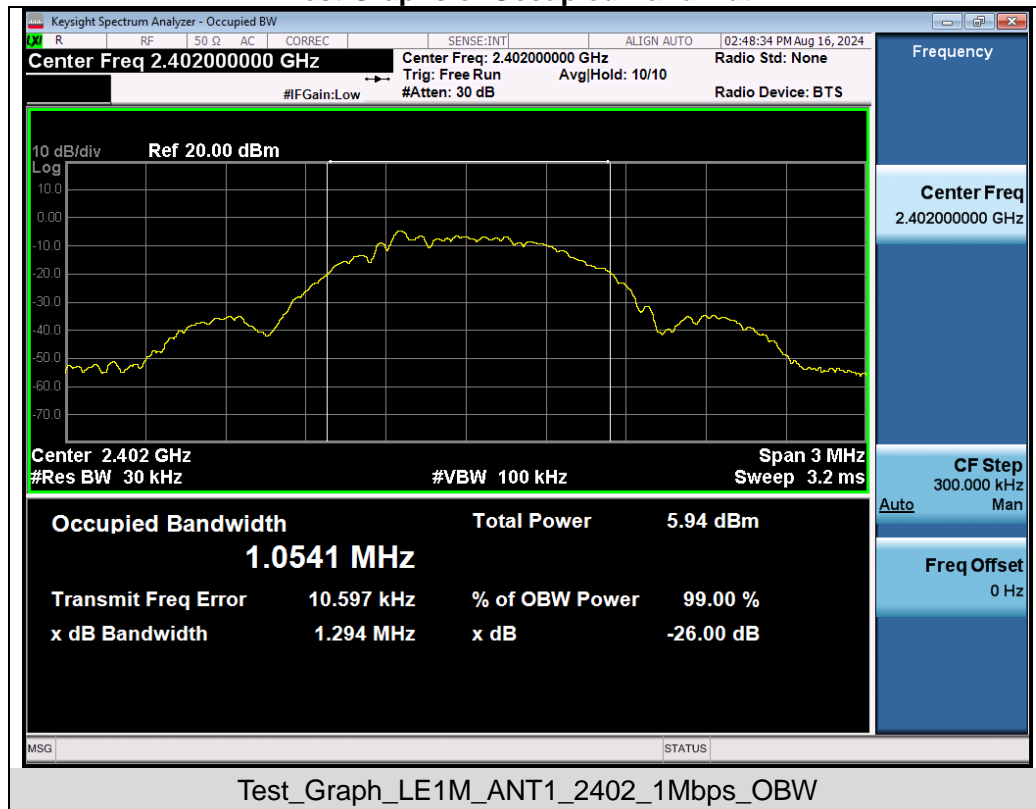 Keysight Spectrum Analyzer - Occupied BW
LXI R RF 50 Ω AC CORREC SENSE:INT ALIGN AUTO 02:48:34 PM Aug 16, 2024
Center Freq 2.402000000 GHz
Center Freq: 2.402000000 GHz
Radio Std: None
Trig: Free Run Avg|Hold: 10/10
#IFGain:Low
#Atten: 30 dB
Radio Device: BTS
Frequency
10 dB/div Ref 20.00 dBm
Log
10.0
0.00
-10.0
-20.0
-30.0
-40.0
-50.0
-60.0
-70.0
Center 2.402 GHz Span 3 MHz
#Res BW 30 kHz #VBW 100 kHz Sweep 3.2 ms
Center Freq
2.402000000 GHz
CF Step
300.000 kHz
Auto Man
Freq Offset
0 Hz
Occupied Bandwidth Total Power 5.94 dBm
1.0541 MHz
Transmit Freq Error 10.597 kHz % of OBW Power 99.00 %
x dB Bandwidth 1.294 MHz x dB -26.00 dB
MSG STATUS
Test_Graph_LE1M_ANT1_2402_1Mbps_OBW